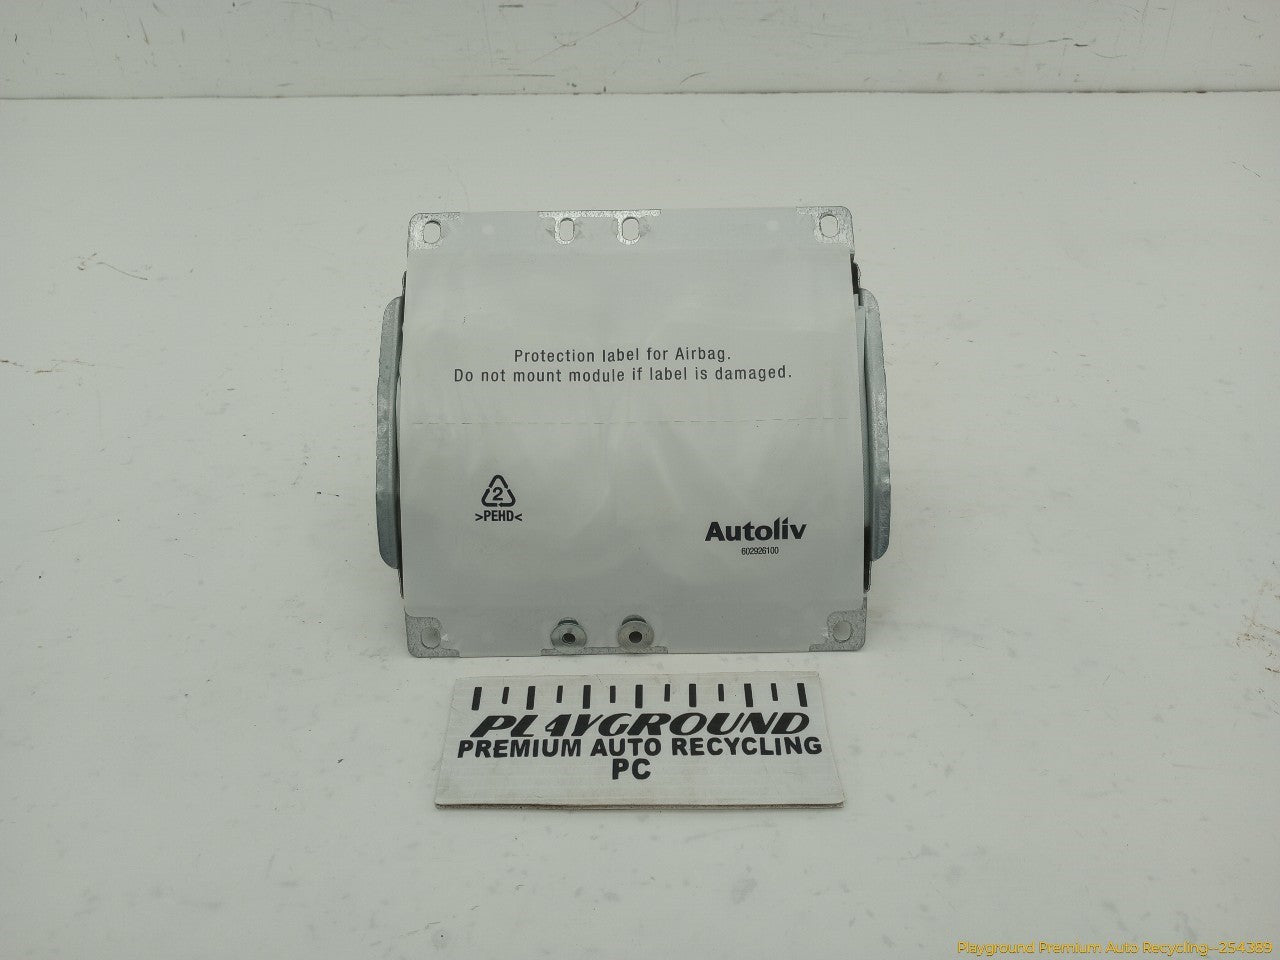 Protection label for Airbag.
Do not mount module if label is damaged.
2
>PEHD<
Autoliv
602926100
PL4YGROUND
PREMIUM AUTO RECYCLING
PC
Playground Premium Auto Recycling--254389